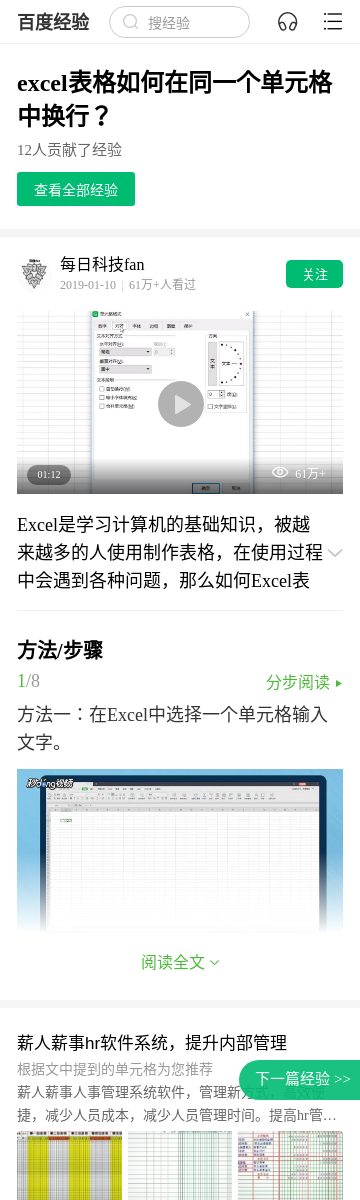 百度经验
搜经验
excel表格如何在同一个单元格
中换行？
12人贡献了经验
查看全部经验
每日科技fan
2019-01-10 | 61万+人看过
关注
01:12
61万+
Excel是学习计算机的基础知识，被越
来越多的人使用制作表格，在使用过程
中会遇到各种问题，那么如何Excel表
方法/步骤
1/8
分步阅读
方法一：在Excel中选择一个单元格输入
文字。
阅读全文
薪人薪事hr软件系统，提升内部管理
根据文中提到的单元格为您推荐
下一篇经验 >>
薪人薪事人事管理系统软件，管理新方
捷，减少人员成本，减少人员管理时间。提高hr管…